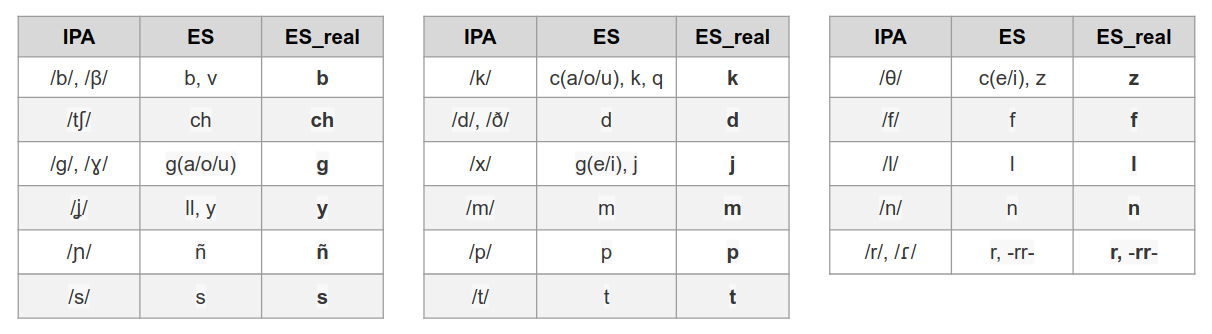 IPA ES ES_real
/b/, /β/ b, v b
/tʃ/ ch ch
/g/, /ɣ/ g(a/o/u) g
/ʝ/ ll, y y
/ɲ/ ñ ñ
/s/ s s
IPA ES ES_real
/k/ c(a/o/u), k, q k
/d/, /ð/ d d
/x/ g(e/i), j j
/m/ m m
/p/ p p
/t/ t t
IPA ES ES_real
/θ/ c(e/i), z z
/f/ f f
/l/ l l
/n/ n n
/r/, /ɾ/ r, -rr- r, -rr-